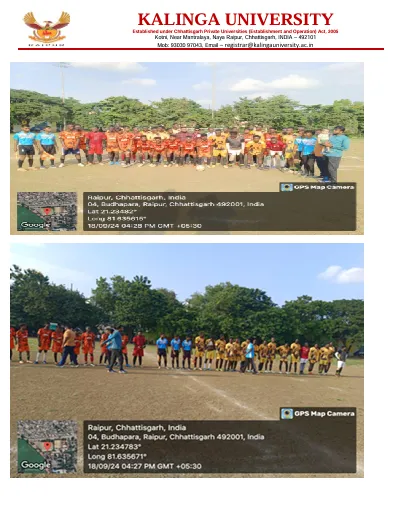 KALINGA UNIVERSITY
Established under Chhattisgarh Private Universities (Establishment and Operation) Act, 2005
Kotni, Near Mantralaya, Naya Raipur, Chhattisgarh, INDIA – 492101
Mob: 93030 97043, Email – registrar@kalingauniversity.ac.in
RAIPUR
GPS Map Camera
Raipur, Chhattisgarh, India
04, Budhapara, Raipur, Chhattisgarh 492001, India
Lat 21.23482°
Long 81.635615°
18/09/24 04:28 PM GMT +05:30
Google
GPS Map Camera
Raipur, Chhattisgarh, India
04, Budhapara, Raipur, Chhattisgarh 492001, India
Lat 21.234783°
Long 81.635671°
18/09/24 04:27 PM GMT +05:30
Google